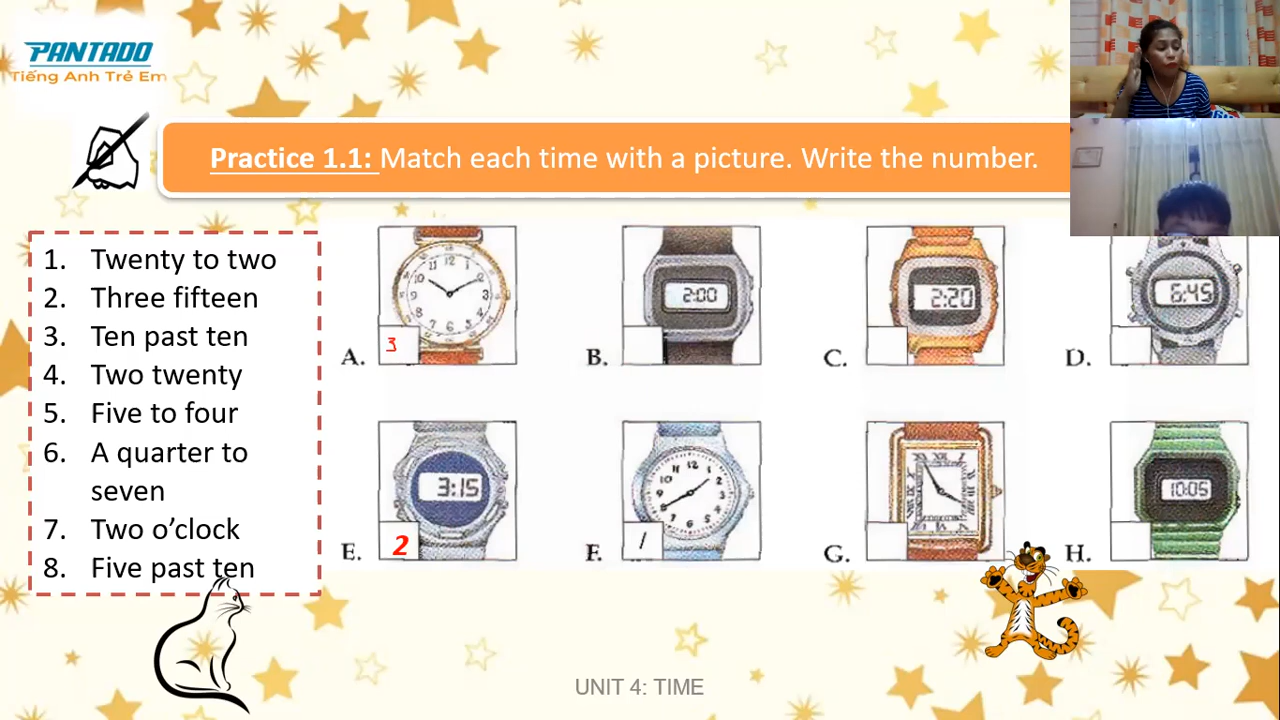 PANTADO
Tiếng Anh Trẻ Em
Practice 1.1: Match each time with a picture. Write the number.
1. Twenty to two
2. Three fifteen
3. Ten past ten
4. Two twenty
5. Five to four
6. A quarter to
seven
7. Two o’clock
8. Five past ten
A. 3
B. 2:00
C. 2:20
D. 6:45
E. 2 3:15
F. 1
G.
H. 10:05
UNIT 4: TIME